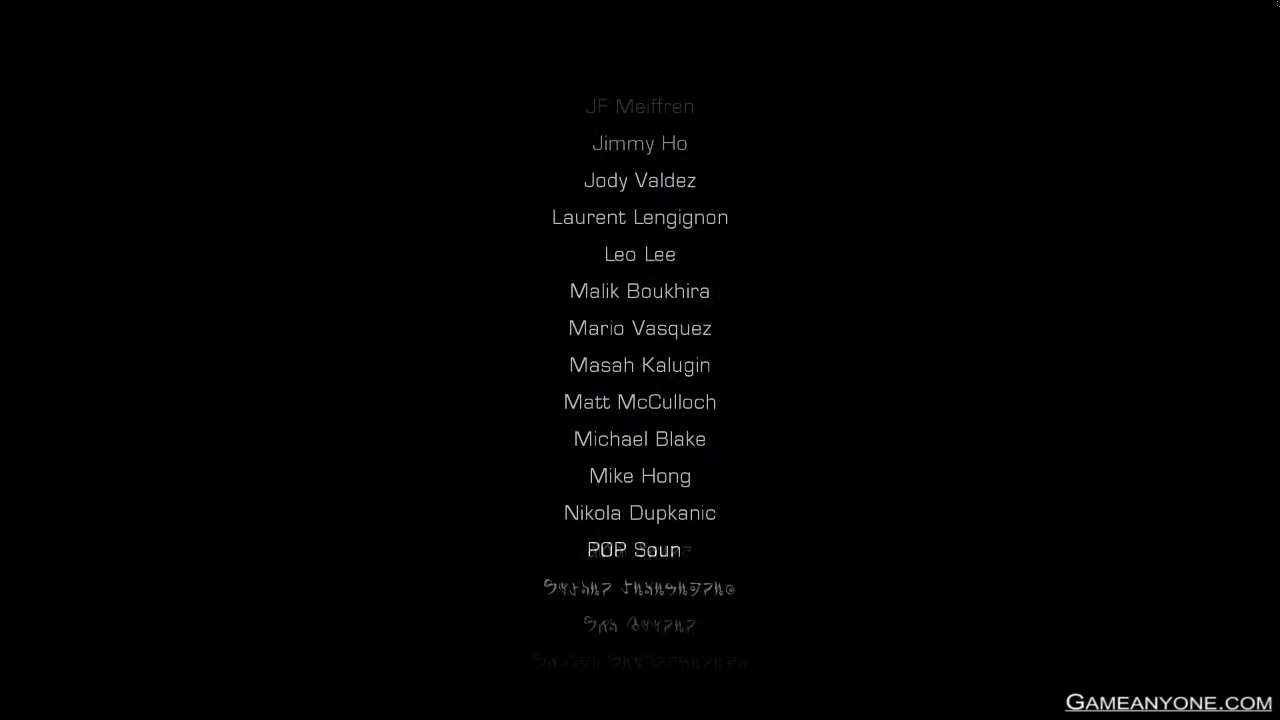 JF Meiffren
Jimmy Ho
Jody Valdez
Laurent Lengignon
Leo Lee
Malik Boukhira
Mario Vasquez
Masah Kalugin
Matt McCulloch
Michael Blake
Mike Hong
Nikola Dupkanic
POP
GAMEANYONE.COM